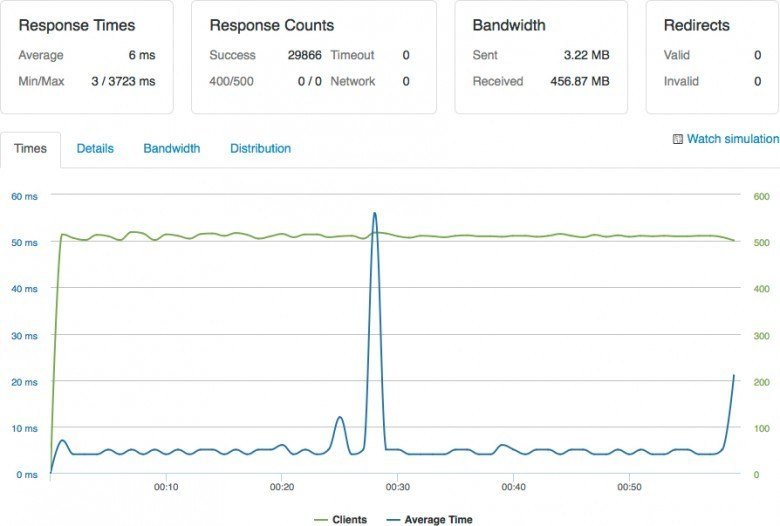 Response Times
Average 6 ms
Min/Max 3 / 3723 ms
Response Counts
Success 29866 Timeout 0
400/500 0 / 0 Network 0
Bandwidth
Sent 3.22 MB
Received 456.87 MB
Redirects
Valid 0
Invalid 0
Times Details Bandwidth Distribution
Watch simulation
60 ms 600
50 ms 500
40 ms 400
30 ms 300
20 ms 200
10 ms 100
0 ms 0
00:10 00:20 00:30 00:40 00:50
Clients Average Time